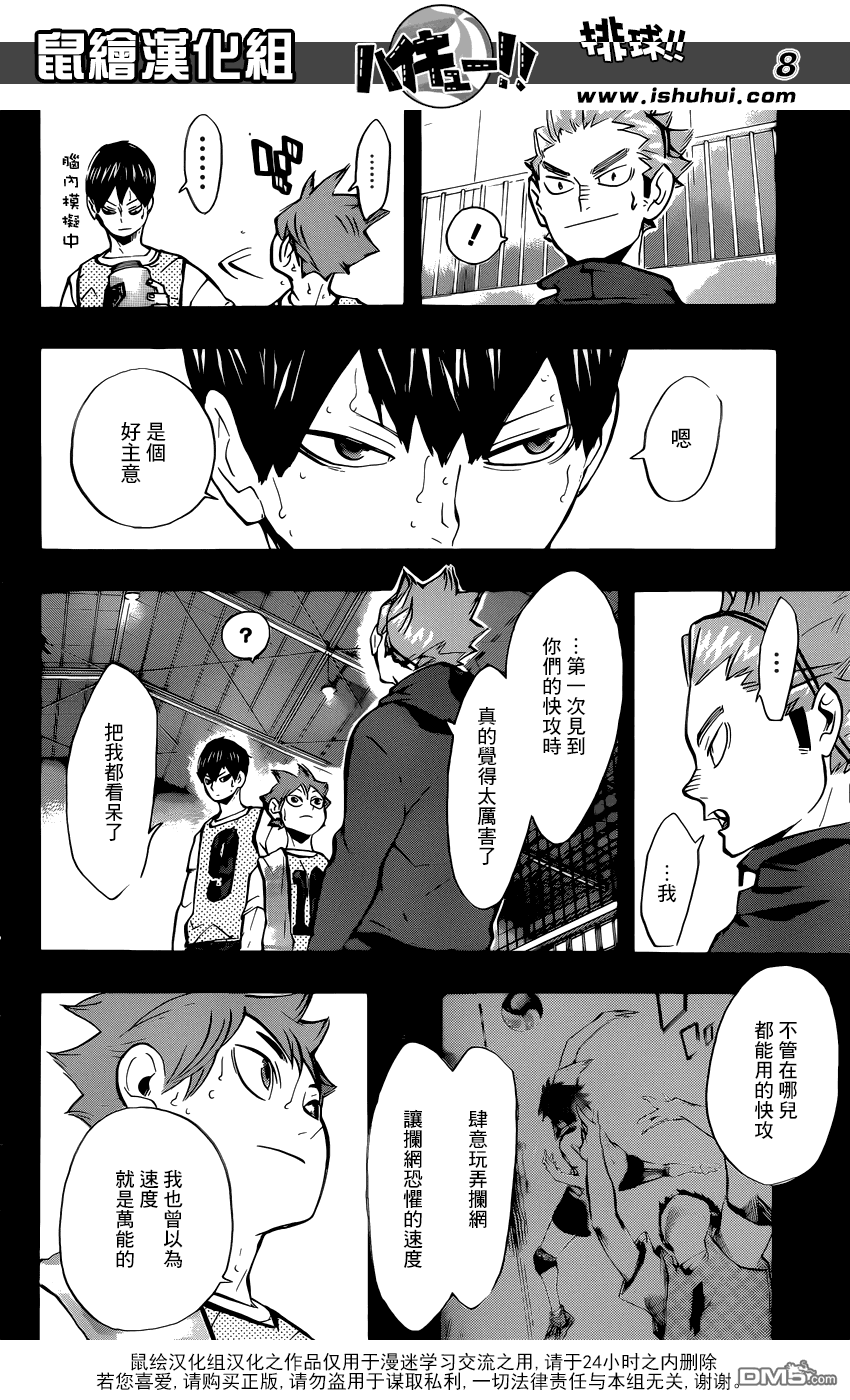 鼠繪漢化組
ハイキュー!!
排球!!
8
www.ishuhui.com
!
……
……
腦內模擬中
嗯
是個
好主意
…
…我
…第一次見到
你們的快攻時
真的覺得太厲害了
?
把我都看呆了
9
10
不管在哪兒
都能用的快攻
肆意玩弄攔網
讓攔網恐懼的速度
我也曾以為
速度
就是萬能的
鼠绘汉化组汉化之作品仅用于漫迷学习交流之用, 请于24小时之内删除
若您喜爱, 请购买正版, 请勿盗用于谋取私利, 一切法律责任与本组无关, 谢谢。
DM5.com